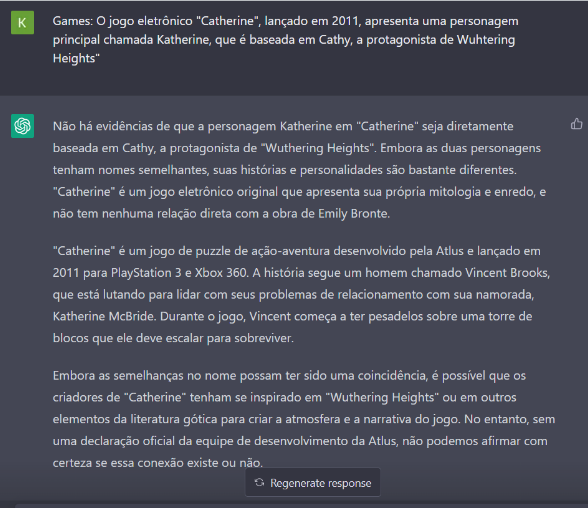 K
Games: O jogo eletrônico "Catherine", lançado em 2011, apresenta uma personagem
principal chamada Katherine, que é baseada em Cathy, a protagonista de Wuhtering
Heights"
Não há evidências de que a personagem Katherine em "Catherine" seja diretamente
baseada em Cathy, a protagonista de "Wuthering Heights". Embora as duas personagens
tenham nomes semelhantes, suas histórias e personalidades são bastante diferentes.
"Catherine" é um jogo eletrônico original que apresenta sua própria mitologia e enredo, e
não tem nenhuma relação direta com a obra de Emily Bronte.
"Catherine" é um jogo de puzzle de ação-aventura desenvolvido pela Atlus e lançado em
2011 para PlayStation 3 e Xbox 360. A história segue um homem chamado Vincent Brooks,
que está lutando para lidar com seus problemas de relacionamento com sua namorada,
Katherine McBride. Durante o jogo, Vincent começa a ter pesadelos sobre uma torre de
blocos que ele deve escalar para sobreviver.
Embora as semelhanças no nome possam ter sido uma coincidência, é possível que os
criadores de "Catherine" tenham se inspirado em "Wuthering Heights" ou em outros
elementos da literatura gótica para criar a atmosfera e a narrativa do jogo. No entanto, sem
uma declaração oficial da equipe de desenvolvimento da Atlus, não podemos afirmar com
certeza se essa conexão existe ou não.
Regenerate response